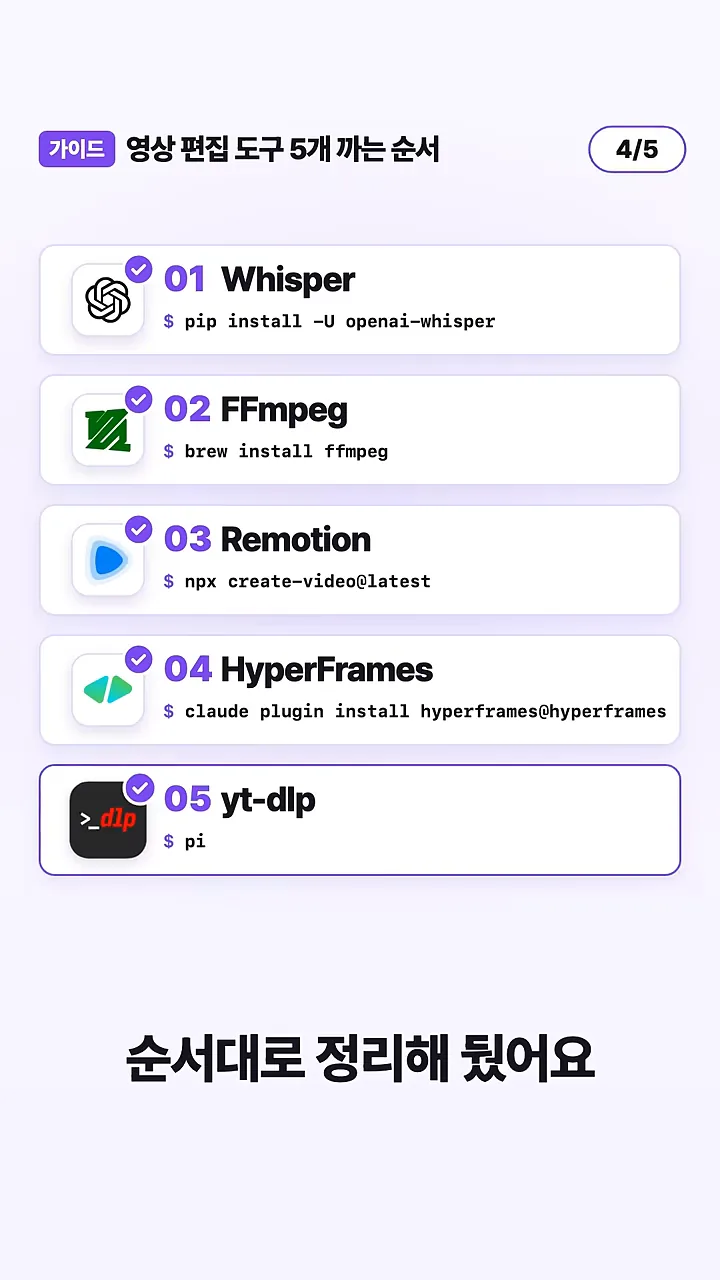 가이드 영상 편집 도구 5개 까는 순서 4/5
01 Whisper
$ pip install -U openai-whisper
02 FFmpeg
$ brew install ffmpeg
03 Remotion
$ npx create-video@latest
04 HyperFrames
$ claude plugin install hyperframes@hyperframes
>_dlp
05 yt-dlp
$ pi
순서대로 정리해 뒀어요